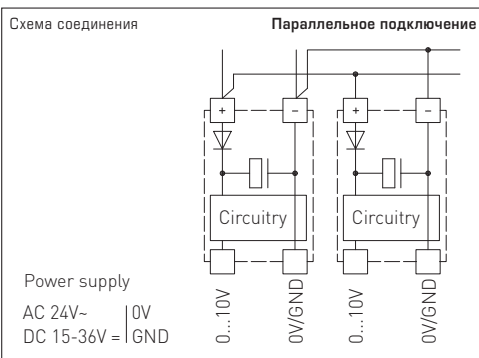 Схема соединения
Параллельное подключение
+ − + −
Circuitry Circuitry
Power supply
AC 24V~ 0V
DC 15-36V = GND
0...10V
0V/GND
0...10V
0V/GND